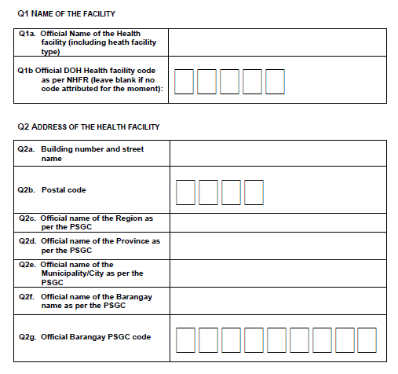 Q1 NAME OF THE FACILITY
Q1a. Official Name of the Health
facility (including heath facility
type)
Q1b Official DOH Health facility code
as per NHFR (leave blank if no
code attributed for the moment):
Q2 ADDRESS OF THE HEALTH FACILITY
Q2a. Building number and street
name
Q2b. Postal code
Q2c. Official name of the Region as
per the PSGC
Q2d. Official name of the Province as
per the PSGC
Q2e. Official name of the
Municipality/City as per the
PSGC
Q2f. Official name of the Barangay
name as per the PSGC
Q2g. Official Barangay PSGC code